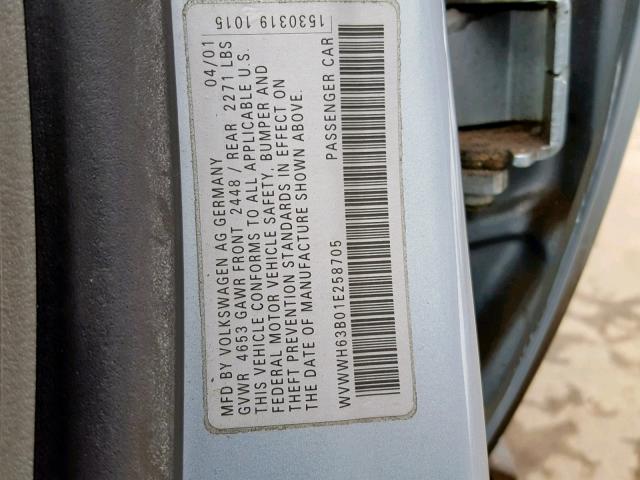 MFD BY VOLKSWAGEN AG GERMANY 04/01 1530319 1015
GVWR 4653 GAWR FRONT 2448 / REAR 2271 LBS
THIS VEHICLE CONFORMS TO ALL APPLICABLE U.S.
FEDERAL MOTOR VEHICLE SAFETY, BUMPER AND
THEFT PREVENTION STANDARDS IN EFFECT ON
THE DATE OF MANUFACTURE SHOWN ABOVE.
PASSENGER CAR
WVWWH63B01E258705